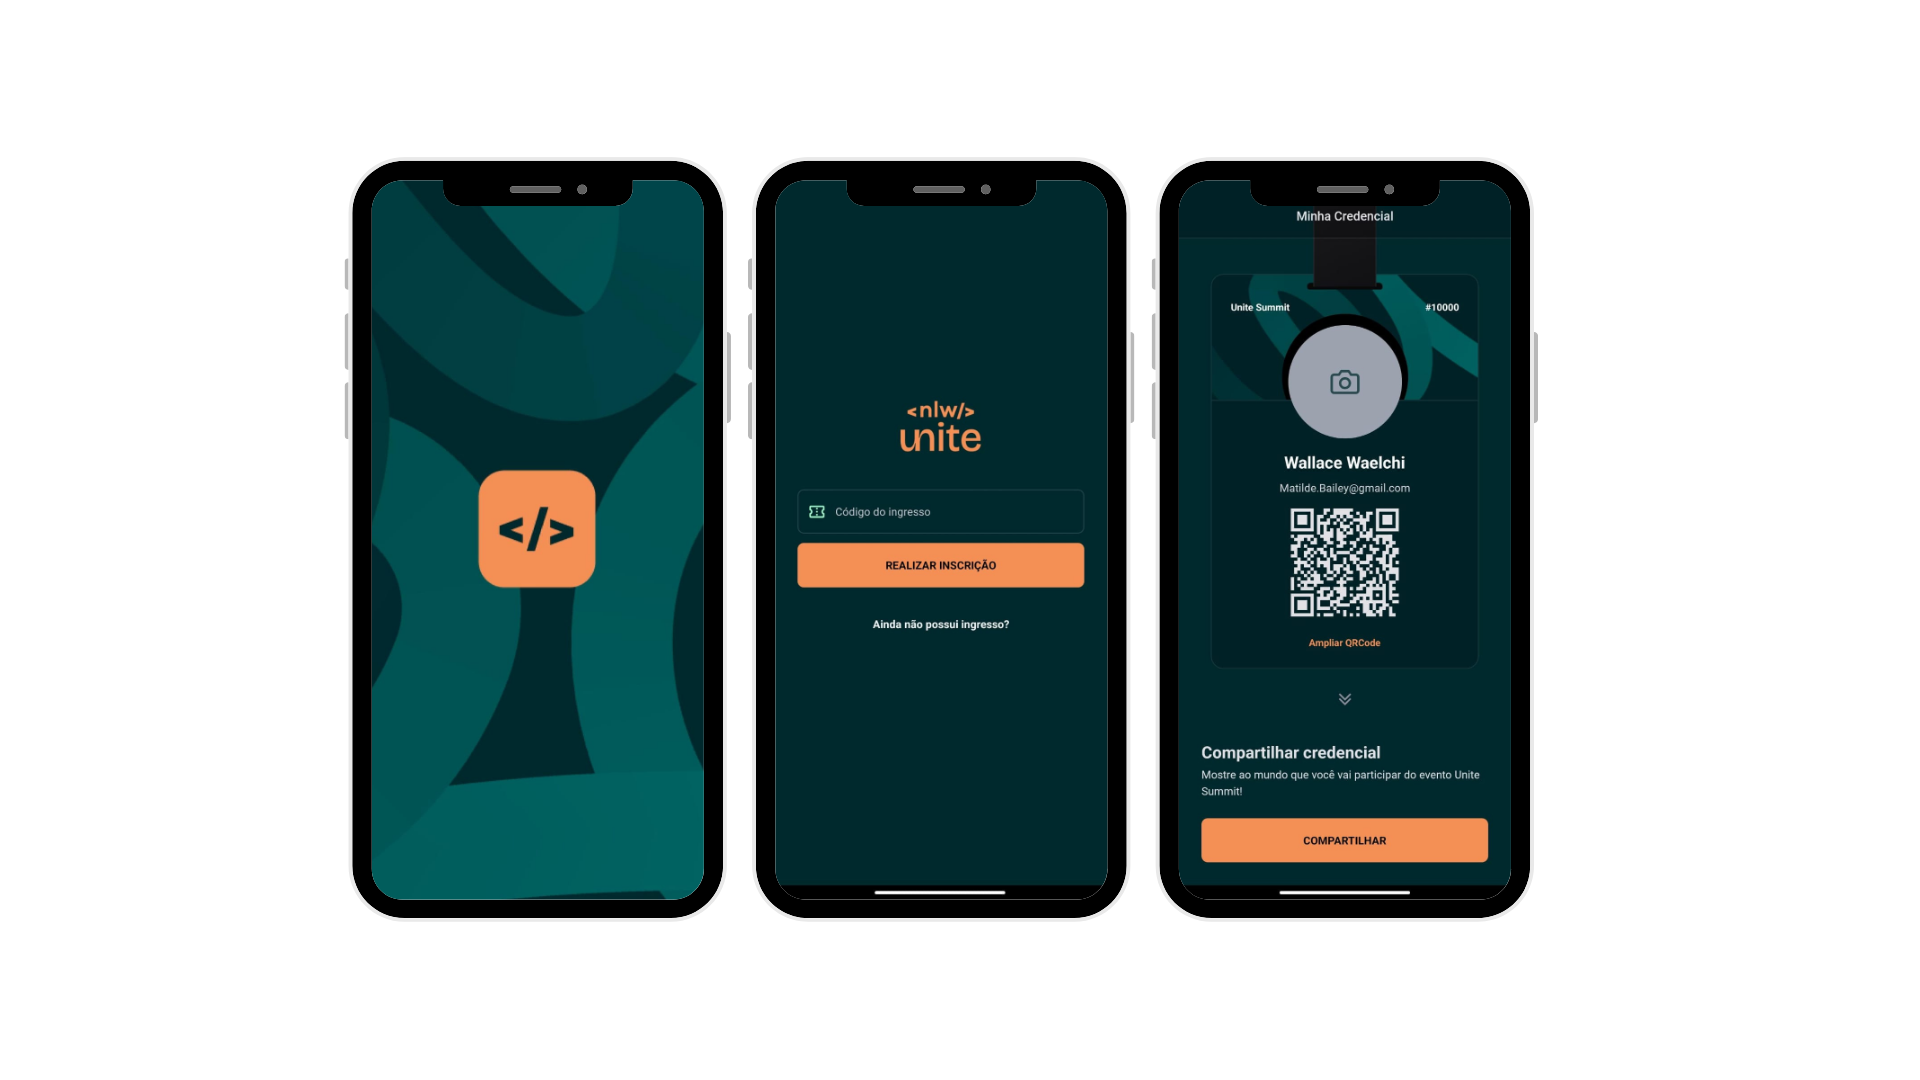 </>
<nlw/>
unite
Código do ingresso
REALIZAR INSCRIÇÃO
Ainda não possui ingresso?
Minha Credencial
Unite Summit
#10000
Wallace Waelchi
Matilde.Bailey@gmail.com
Ampliar QRCode
Compartilhar credencial
Mostre ao mundo que você vai participar do evento Unite
Summit!
COMPARTILHAR